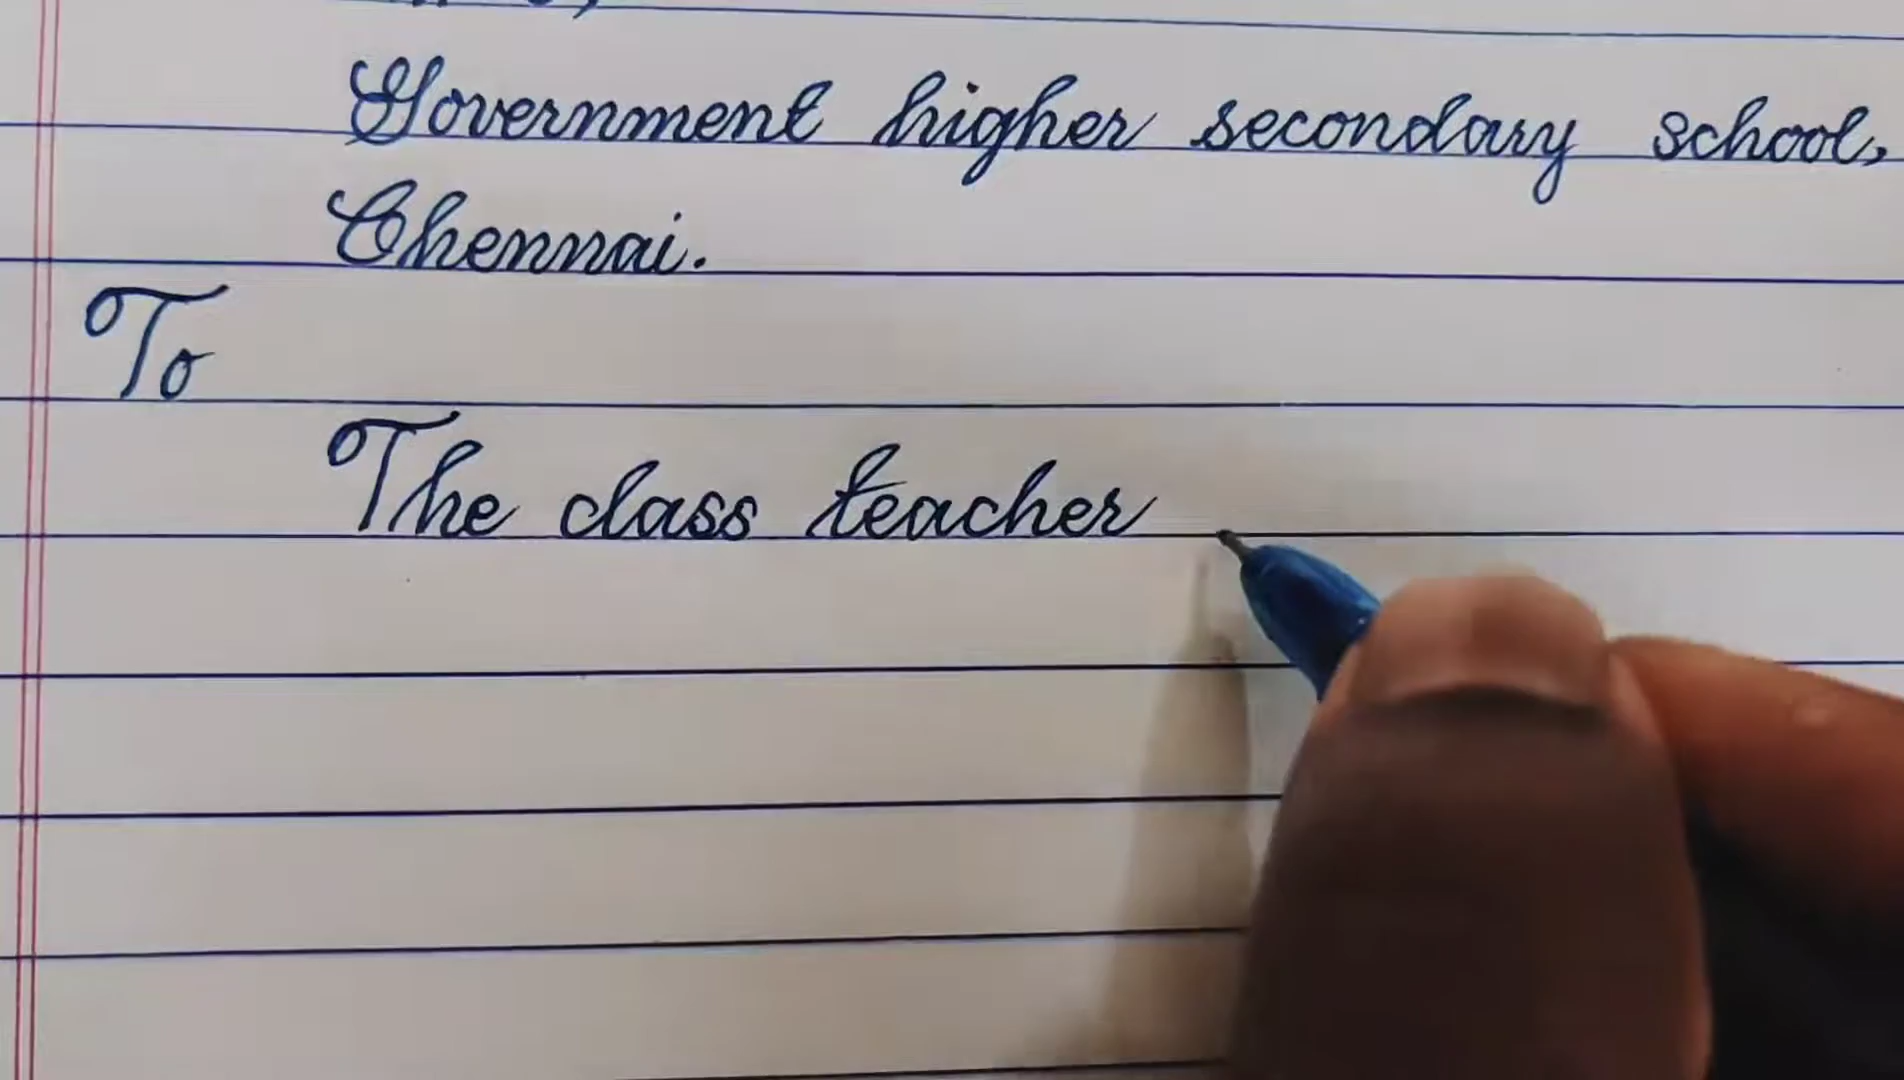 Government higher secondary school,
Chennai.
To
The class teacher